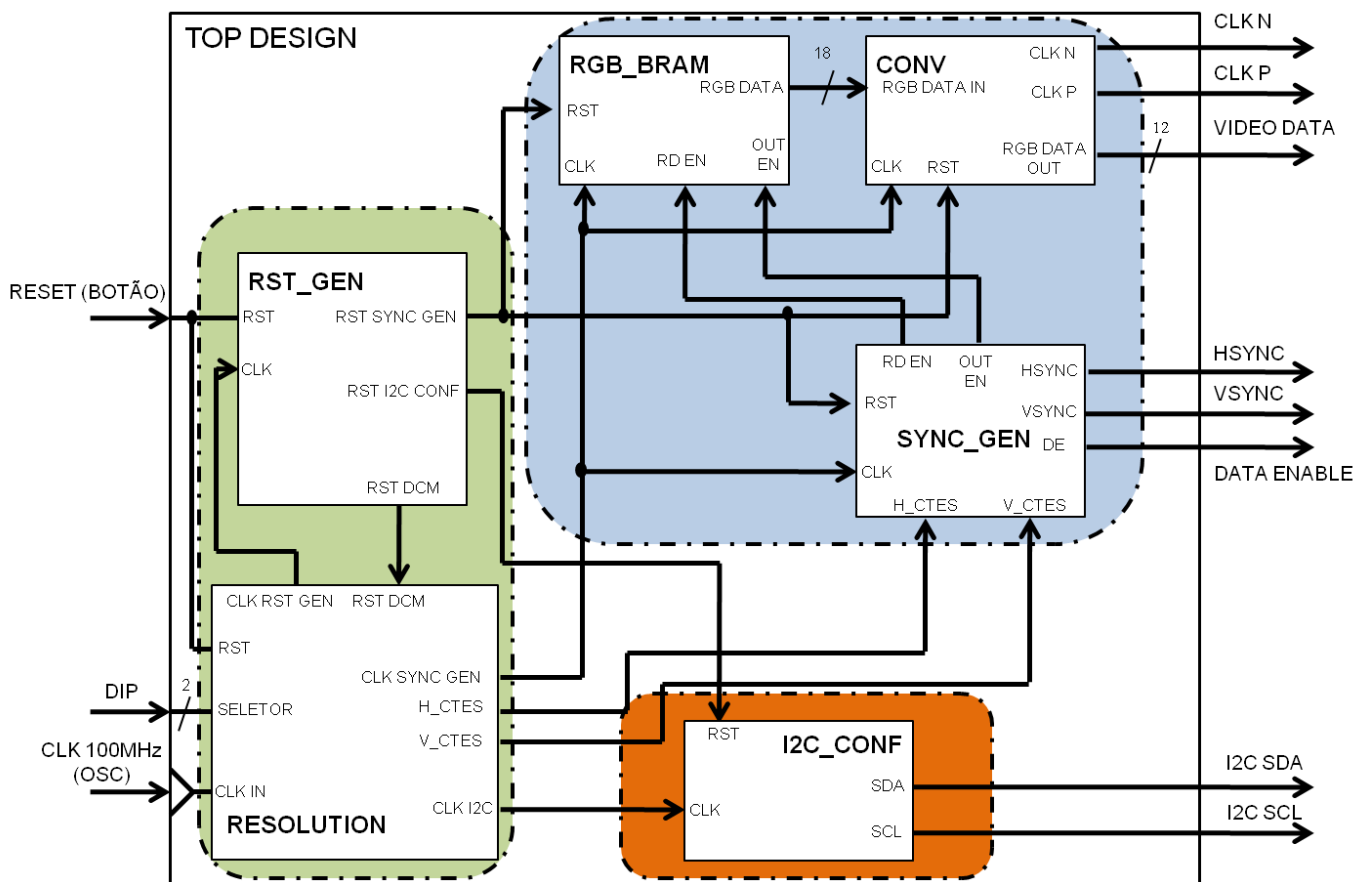 TOP DESIGN
CLK N
CLK P
12
VIDEO DATA
RGB_BRAM
RGB DATA
RST
CLK
RD EN
OUT
EN
18
CONV
CLK N
RGB DATA IN
CLK P
RGB DATA
OUT
CLK
RST
RESET (BOTÃO)
RST_GEN
RST
RST SYNC GEN
CLK
RST I2C CONF
RST DCM
RD EN
OUT
EN
HSYNC
RST
VSYNC
SYNC_GEN
DE
CLK
H_CTES
V_CTES
HSYNC
VSYNC
DATA ENABLE
CLK RST GEN
RST DCM
RST
CLK SYNC GEN
DIP
2
SELETOR
H_CTES
V_CTES
CLK 100MHz
(OSC)
CLK IN
CLK I2C
RESOLUTION
RST
I2C_CONF
SDA
CLK
SCL
I2C SDA
I2C SCL